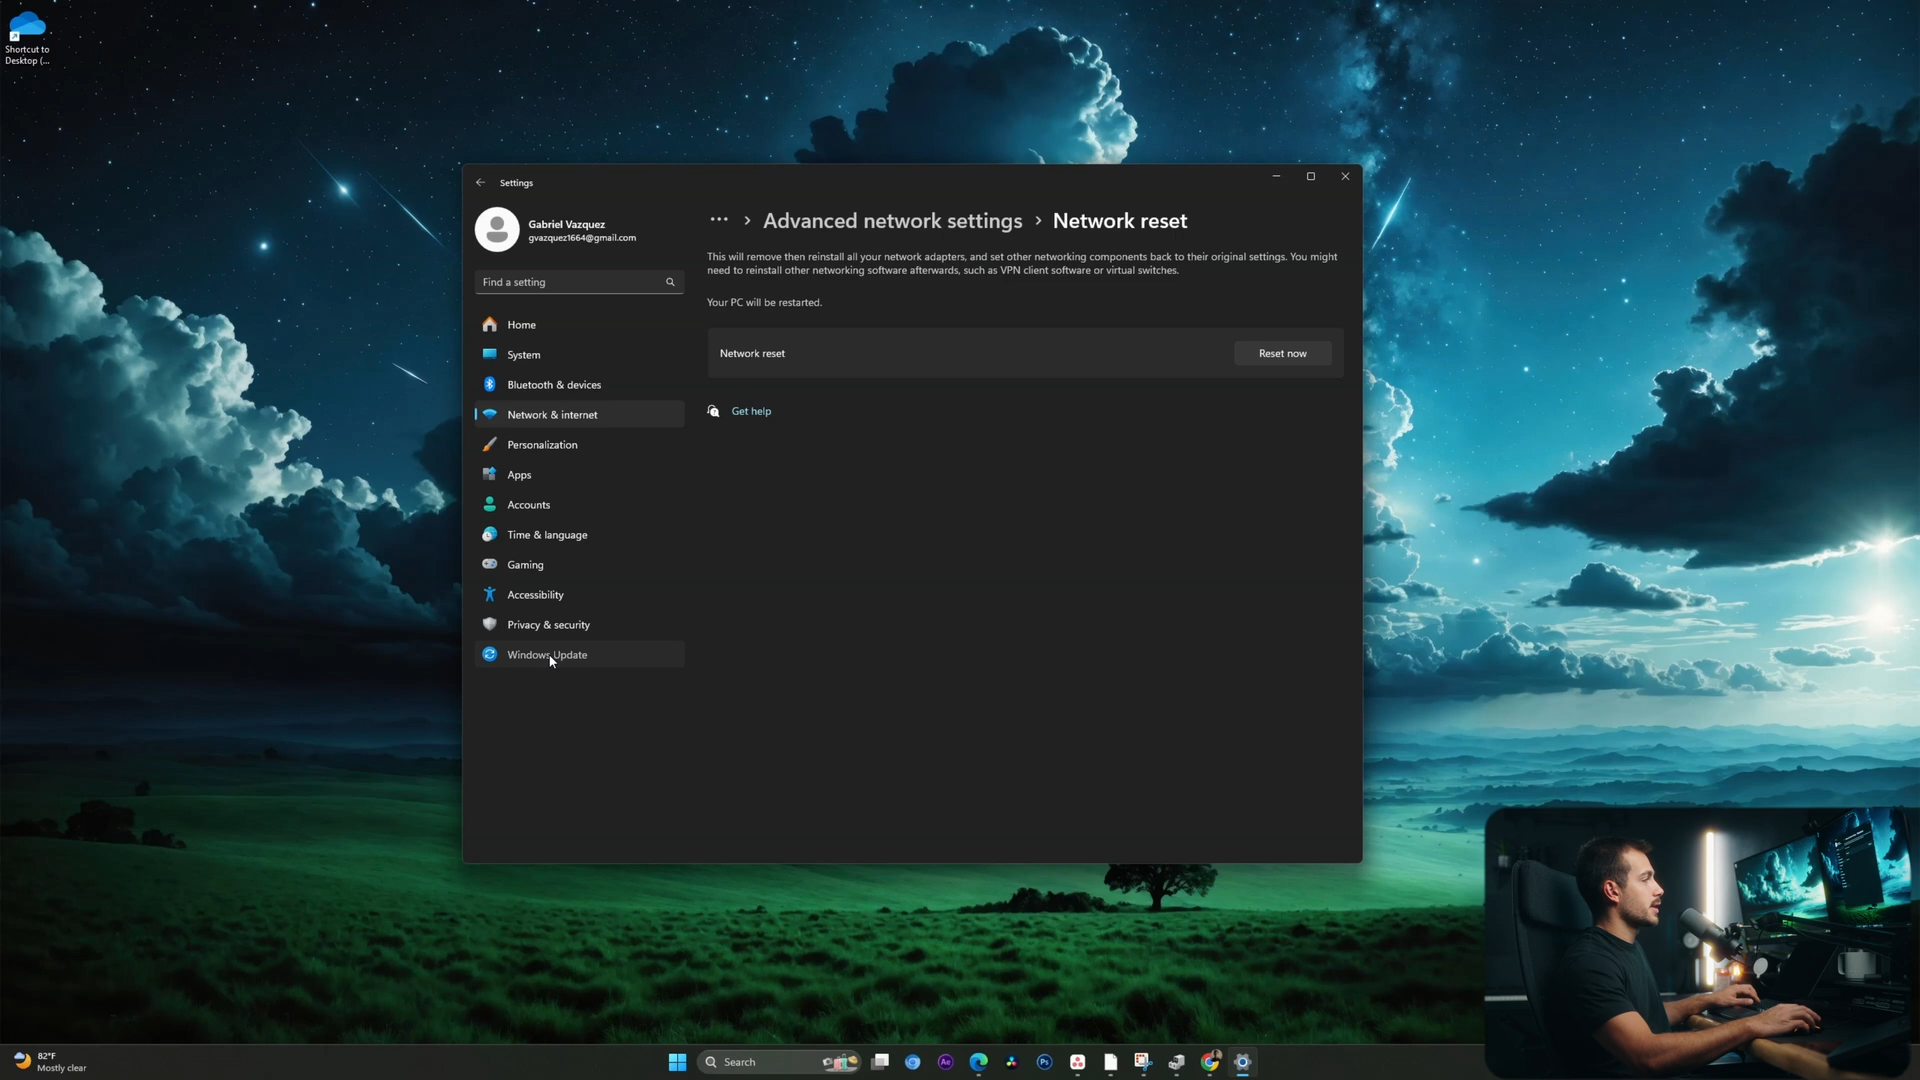 Shortcut to
Desktop (...
Settings
Gabriel Vazquez
gvazquez1664@gmail.com
Find a setting
Home
System
Bluetooth & devices
Network & internet
Personalization
Apps
Accounts
Time & language
Gaming
Accessibility
Privacy & security
Windows Update
... > Advanced network settings > Network reset
This will remove then reinstall all your network adapters, and set other networking components back to their original settings. You might
need to reinstall other networking software afterwards, such as VPN client software or virtual switches.
Your PC will be restarted.
Network reset
Reset now
Get help
82°F
Mostly clear
Search
Ae
Ps